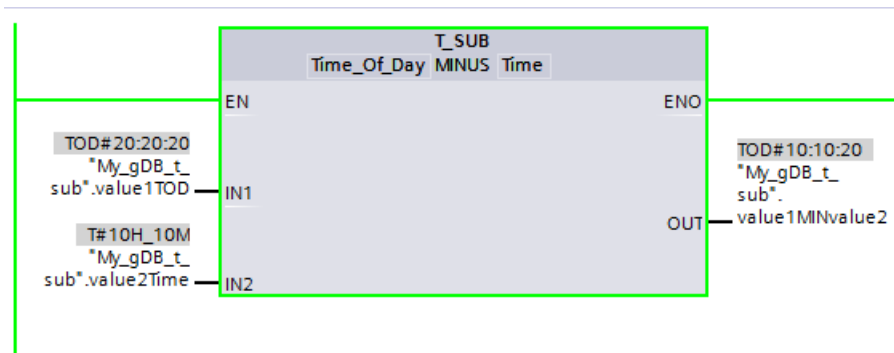 T_SUB
Time_Of_Day MINUS Time
EN
ENO
TOD#20:20:20
"My_gDB_t_
sub".value1TOD
IN1
TOD#10:10:20
"My_gDB_t_
sub".
value1MINvalue2
OUT
T#10H_10M
"My_gDB_t_
sub".value2Time
IN2